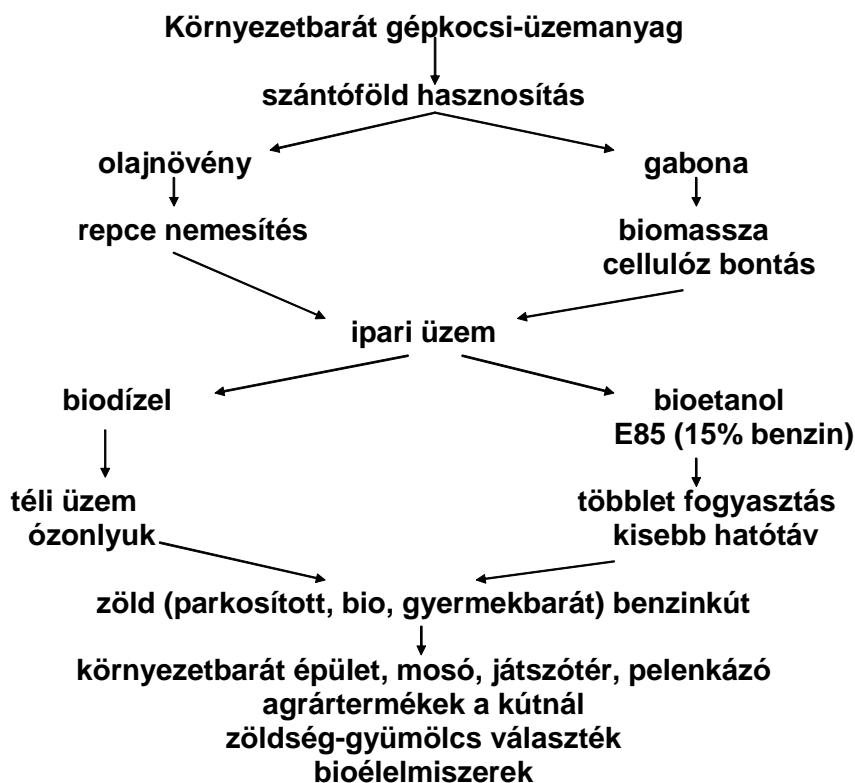 Környezetbarát gépkocsi-üzemanyag
szántóföld hasznosítás
olajnövény
gabona
repce nemesítés
biomassza
cellulóz bontás
ipari üzem
biodízel
bioetanol
E85 (15% benzin)
téli üzem
ózonlyuk
többlet fogyasztás
kisebb hatótáv
zöld (parkosított, bio, gyermekbarát) benzinkút
környezetbarát épület, mosó, játszótér, pelenkázó
agrártermékek a kútnál
zöldség-gyümölcs választék
bioélelmiszerek